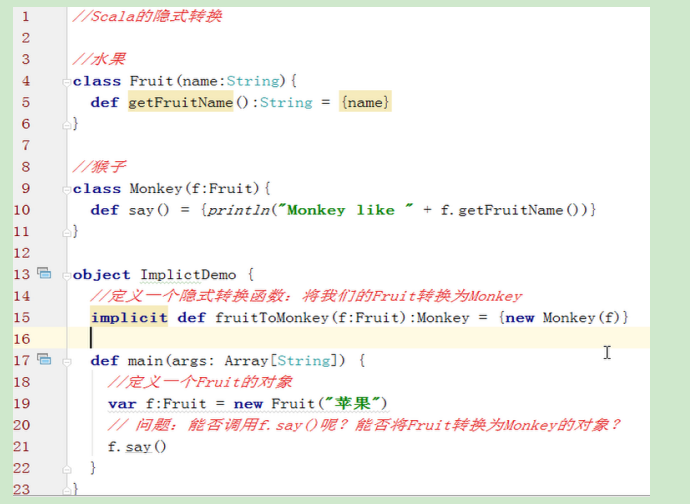 1 //Scala的隐式转换
2
3 //水果
4 class Fruit(name:String){
5 def getFruitName():String = {name}
6 }
7
8 //猴子
9 class Monkey(f:Fruit){
10 def say() = {println("Monkey like " + f.getFruitName())}
11 }
12
13 object ImplictDemo {
14 //定义一个隐式转换函数：将我们的Fruit转换为Monkey
15 implicit def fruitToMonkey(f:Fruit):Monkey = {new Monkey(f)}
16
17 def main(args: Array[String]) {
18 //定义一个Fruit的对象
19 var f:Fruit = new Fruit("苹果")
20 // 问题：能否调用f.say()呢？能否将Fruit转换为Monkey的对象？
21 f.say()
22 }
23 }